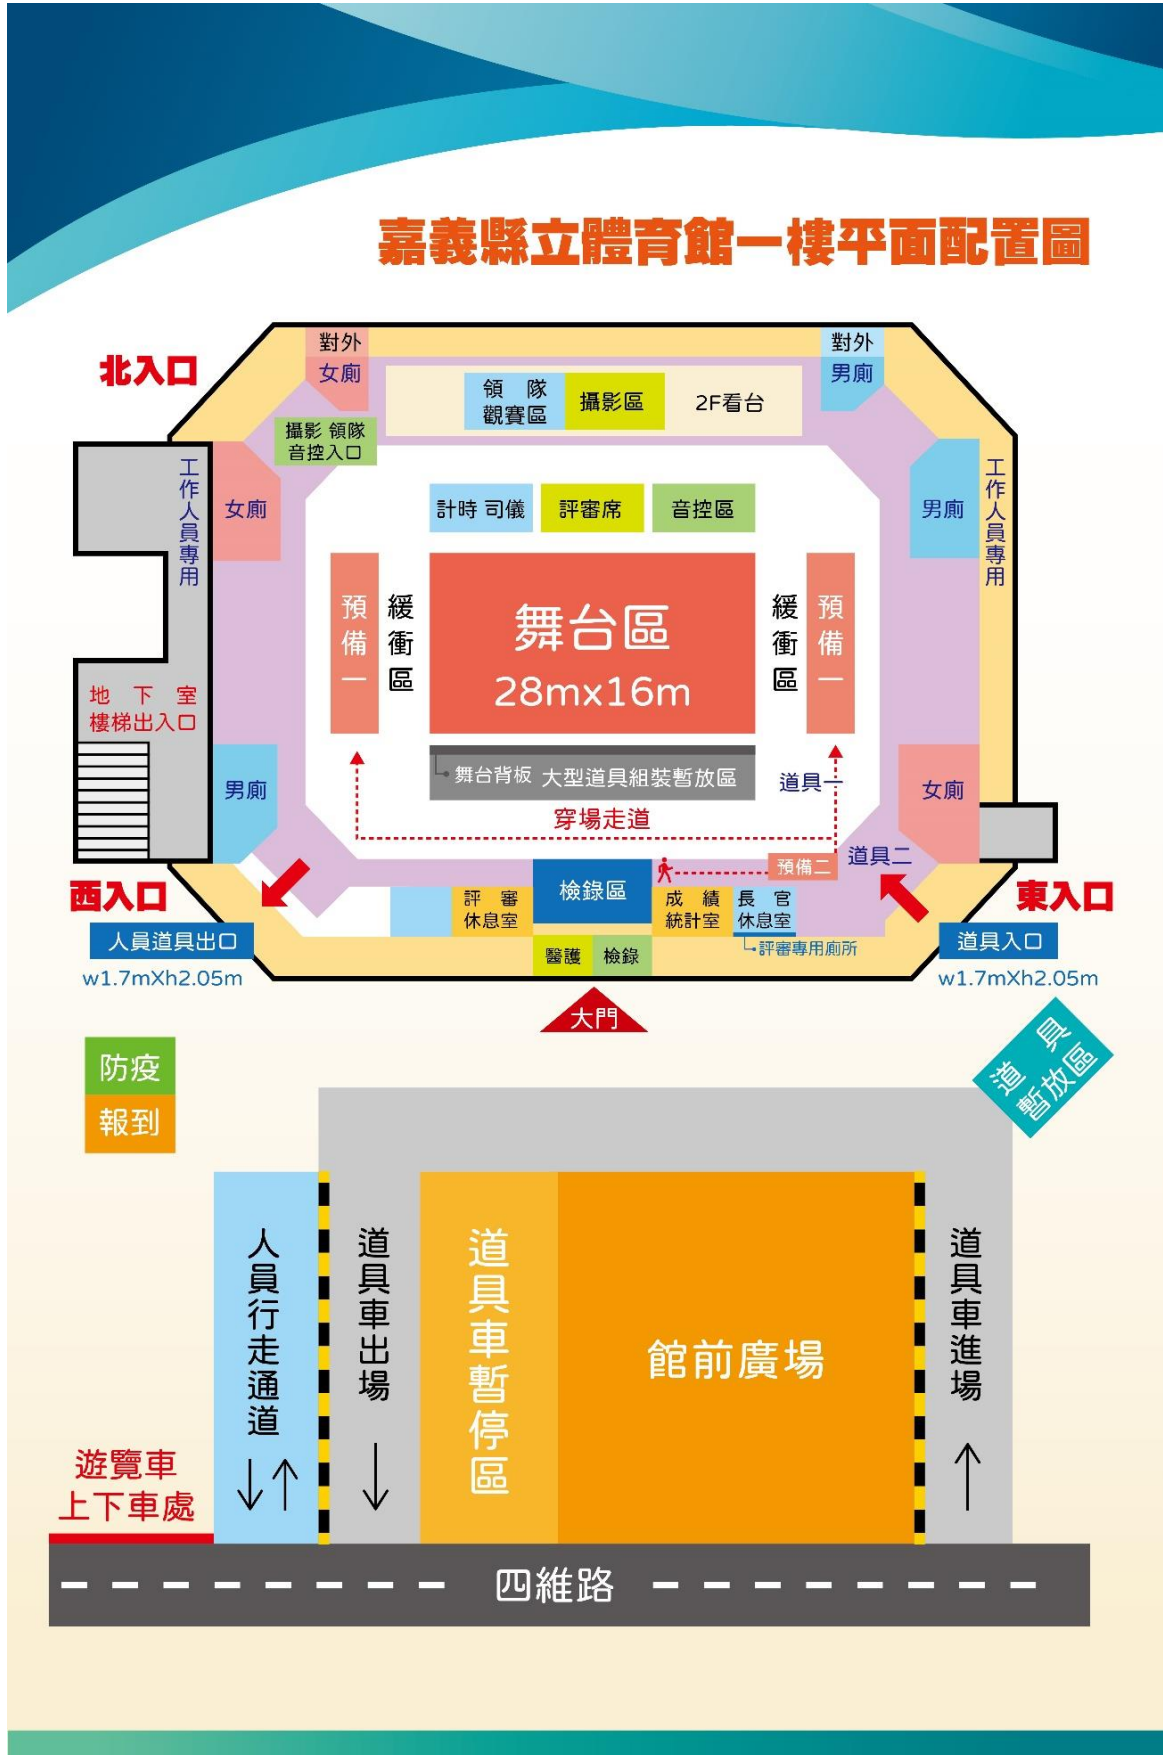 嘉義縣立體育館一樓平面配置圖
北入口
對外
女廁
對外
男廁
領 隊
觀賽區
攝影區
2F看台
攝影 領隊
音控入口
工作人員專用
女廁
計時 司儀
評審席
音控區
男廁
工作人員專用
預備一
緩衝區
舞台區
28mx16m
緩衝區
預備一
地 下 室
樓梯出入口
男廁
舞台背板
大型道具組裝暫放區
道具一
女廁
穿場走道
道具二
預備二
西入口
評 審
休息室
檢錄區
成 績
統計室
長 官
休息室
東入口
人員道具出口
w1.7mXh2.05m
醫護
檢錄
評審專用廁所
道具入口
w1.7mXh2.05m
大門
道 具
暫放區
防疫
報到
人員行走通道
道具車出場
道具車暫停區
館前廣場
道具車進場
遊覽車
上下車處
四維路